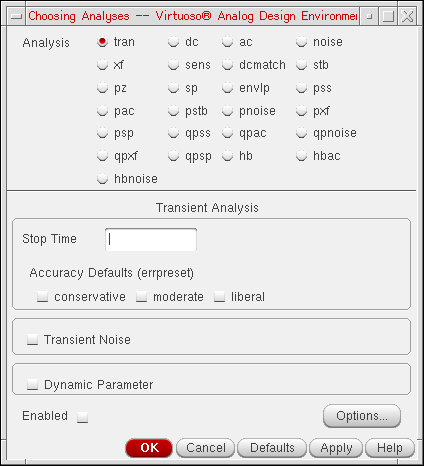 Choosing Analyses -- Virtuoso® Analog Design Environmen
Analysis tran dc ac noise
xf sens dcmatch stb
pz sp envlp pss
pac pstb pnoise pxf
psp qpss qpac qpnoise
qpxf qpsp hb hbac
hbnoise
Transient Analysis
Stop Time
Accuracy Defaults (errpreset)
conservative moderate liberal
Transient Noise
Dynamic Parameter
Enabled Options...
OK Cancel Defaults Apply Help